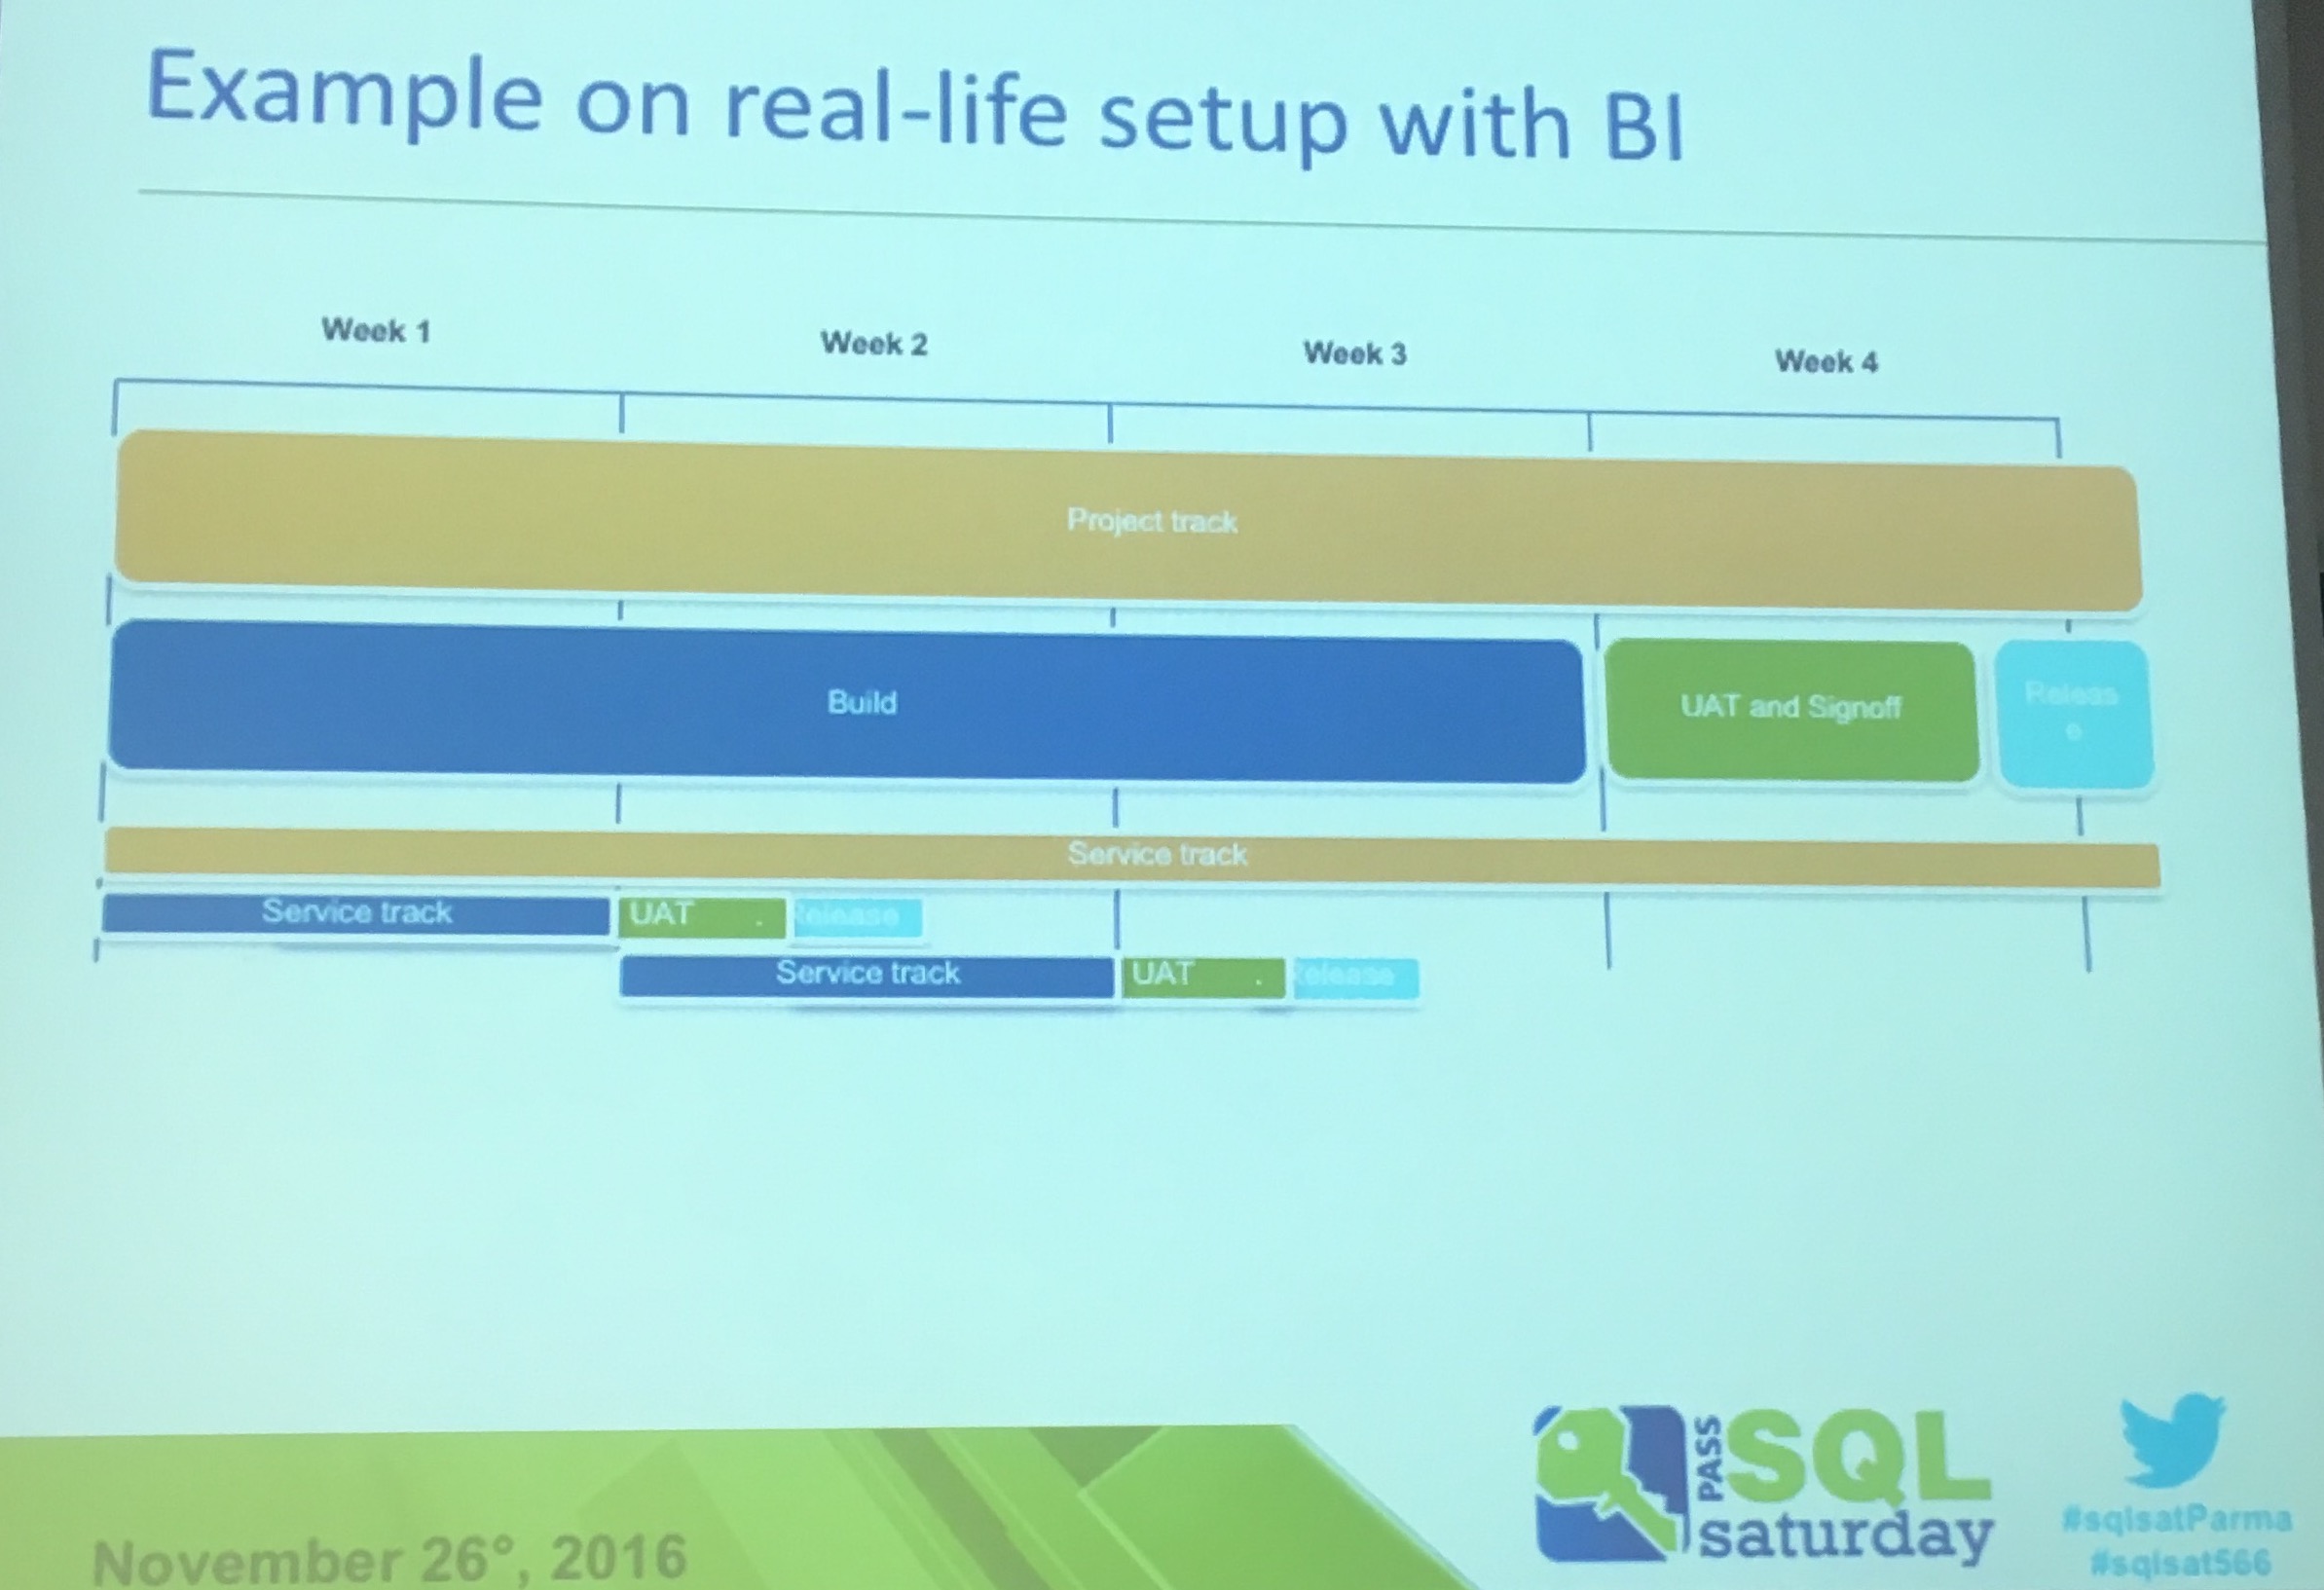 Example on real-life setup with BI
Week 1
Week 2
Week 3
Week 4
Project track
Build
UAT and Signoff
Releas
e
Service track
Service track
UAT .
elease
Service track
UAT .
elease
PASS
SQL
saturday
#sqlsatParma
#sqlsat566
November 26°, 2016